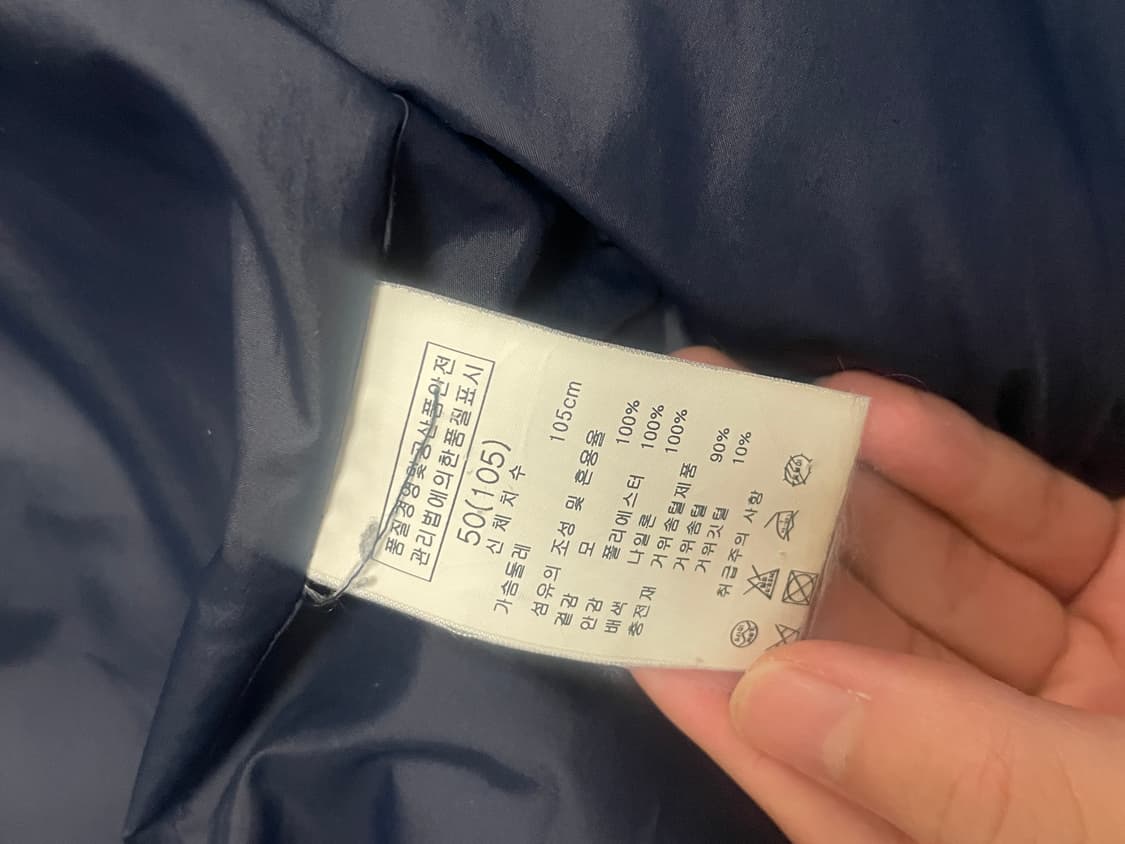 품질경영및공산품안전
관리법에의한품질표시
50(105)
신체치수
가슴둘레 105cm
섬유의 조성 및 혼용율
겉감 모 100%
안감 폴리에스터 100%
배색 나일론 100%
충전재 거위솜털제품
거위솜털 90%
거위깃털 10%
취급주의 사항